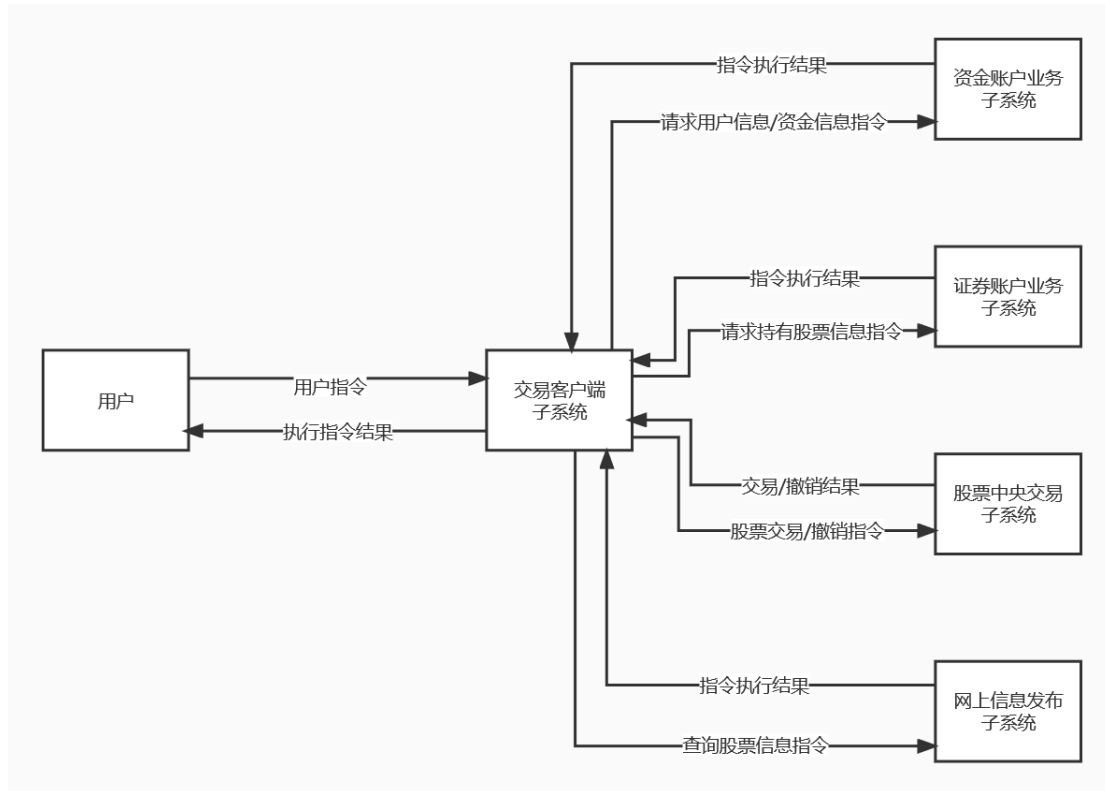 指令执行结果
资金账户业务
子系统
请求用户信息/资金信息指令
指令执行结果
证券账户业务
子系统
请求持有股票信息指令
用户
用户指令
执行指令结果
交易客户端
子系统
交易/撤销结果
股票中央交易
子系统
股票交易/撤销指令
指令执行结果
网上信息发布
子系统
查询股票信息指令